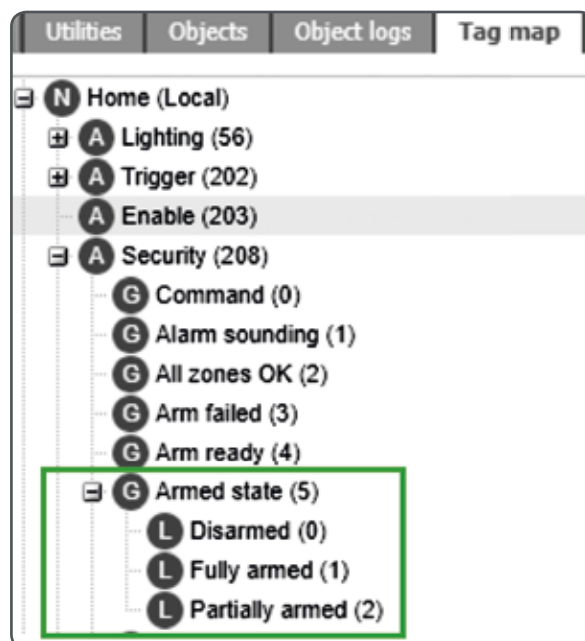 Utilities Objects Object logs Tag map
N Home (Local)
A Lighting (56)
A Trigger (202)
A Enable (203)
A Security (208)
G Command (0)
G Alarm sounding (1)
G All zones OK (2)
G Arm failed (3)
G Arm ready (4)
G Armed state (5)
L Disarmed (0)
L Fully armed (1)
L Partially armed (2)